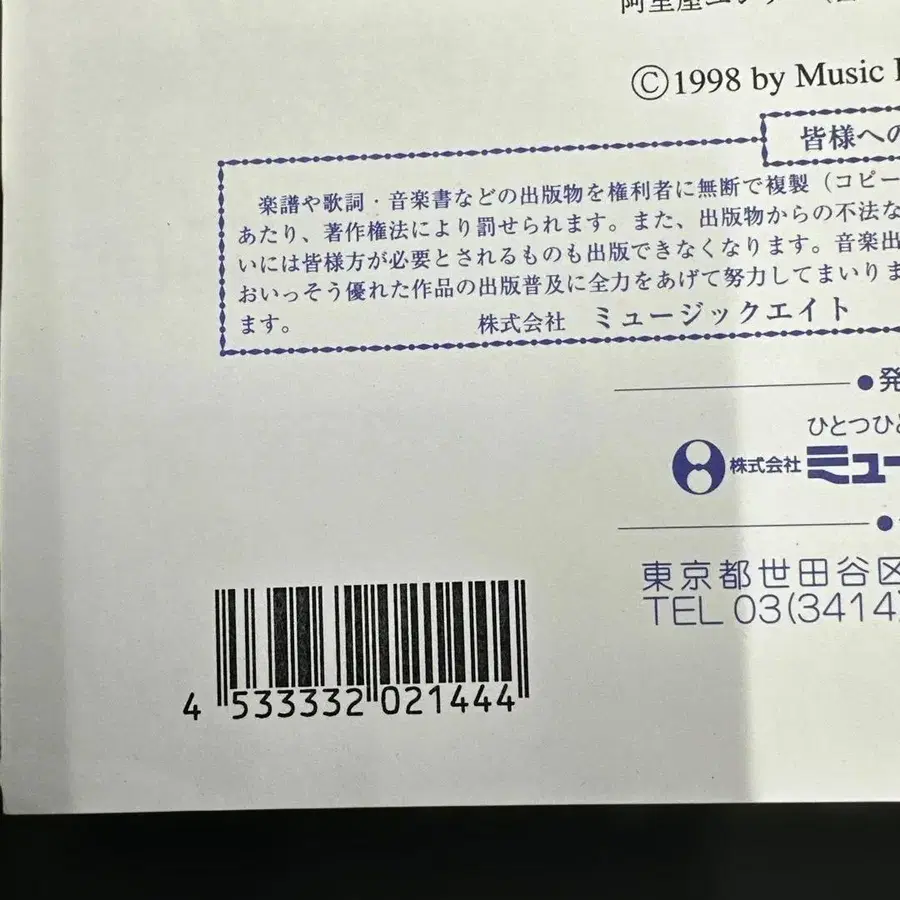 ©1998 by Music
皆様への
楽譜や歌詞・音楽書などの出版物を権利者に無断で複製（コピー
あたり、著作権法により罰せられます。また、出版物からの不法な
いには皆様方が必要とされるものも出版できなくなります。音楽出
おいっそう優れた作品の出版普及に全力をあげて努力してまいりま
ます。 株式会社 ミュージックエイト
●発
ひとつひと
株式会社 ミュー
東京都世田谷区
TEL 03(3414)
4 533332 021444